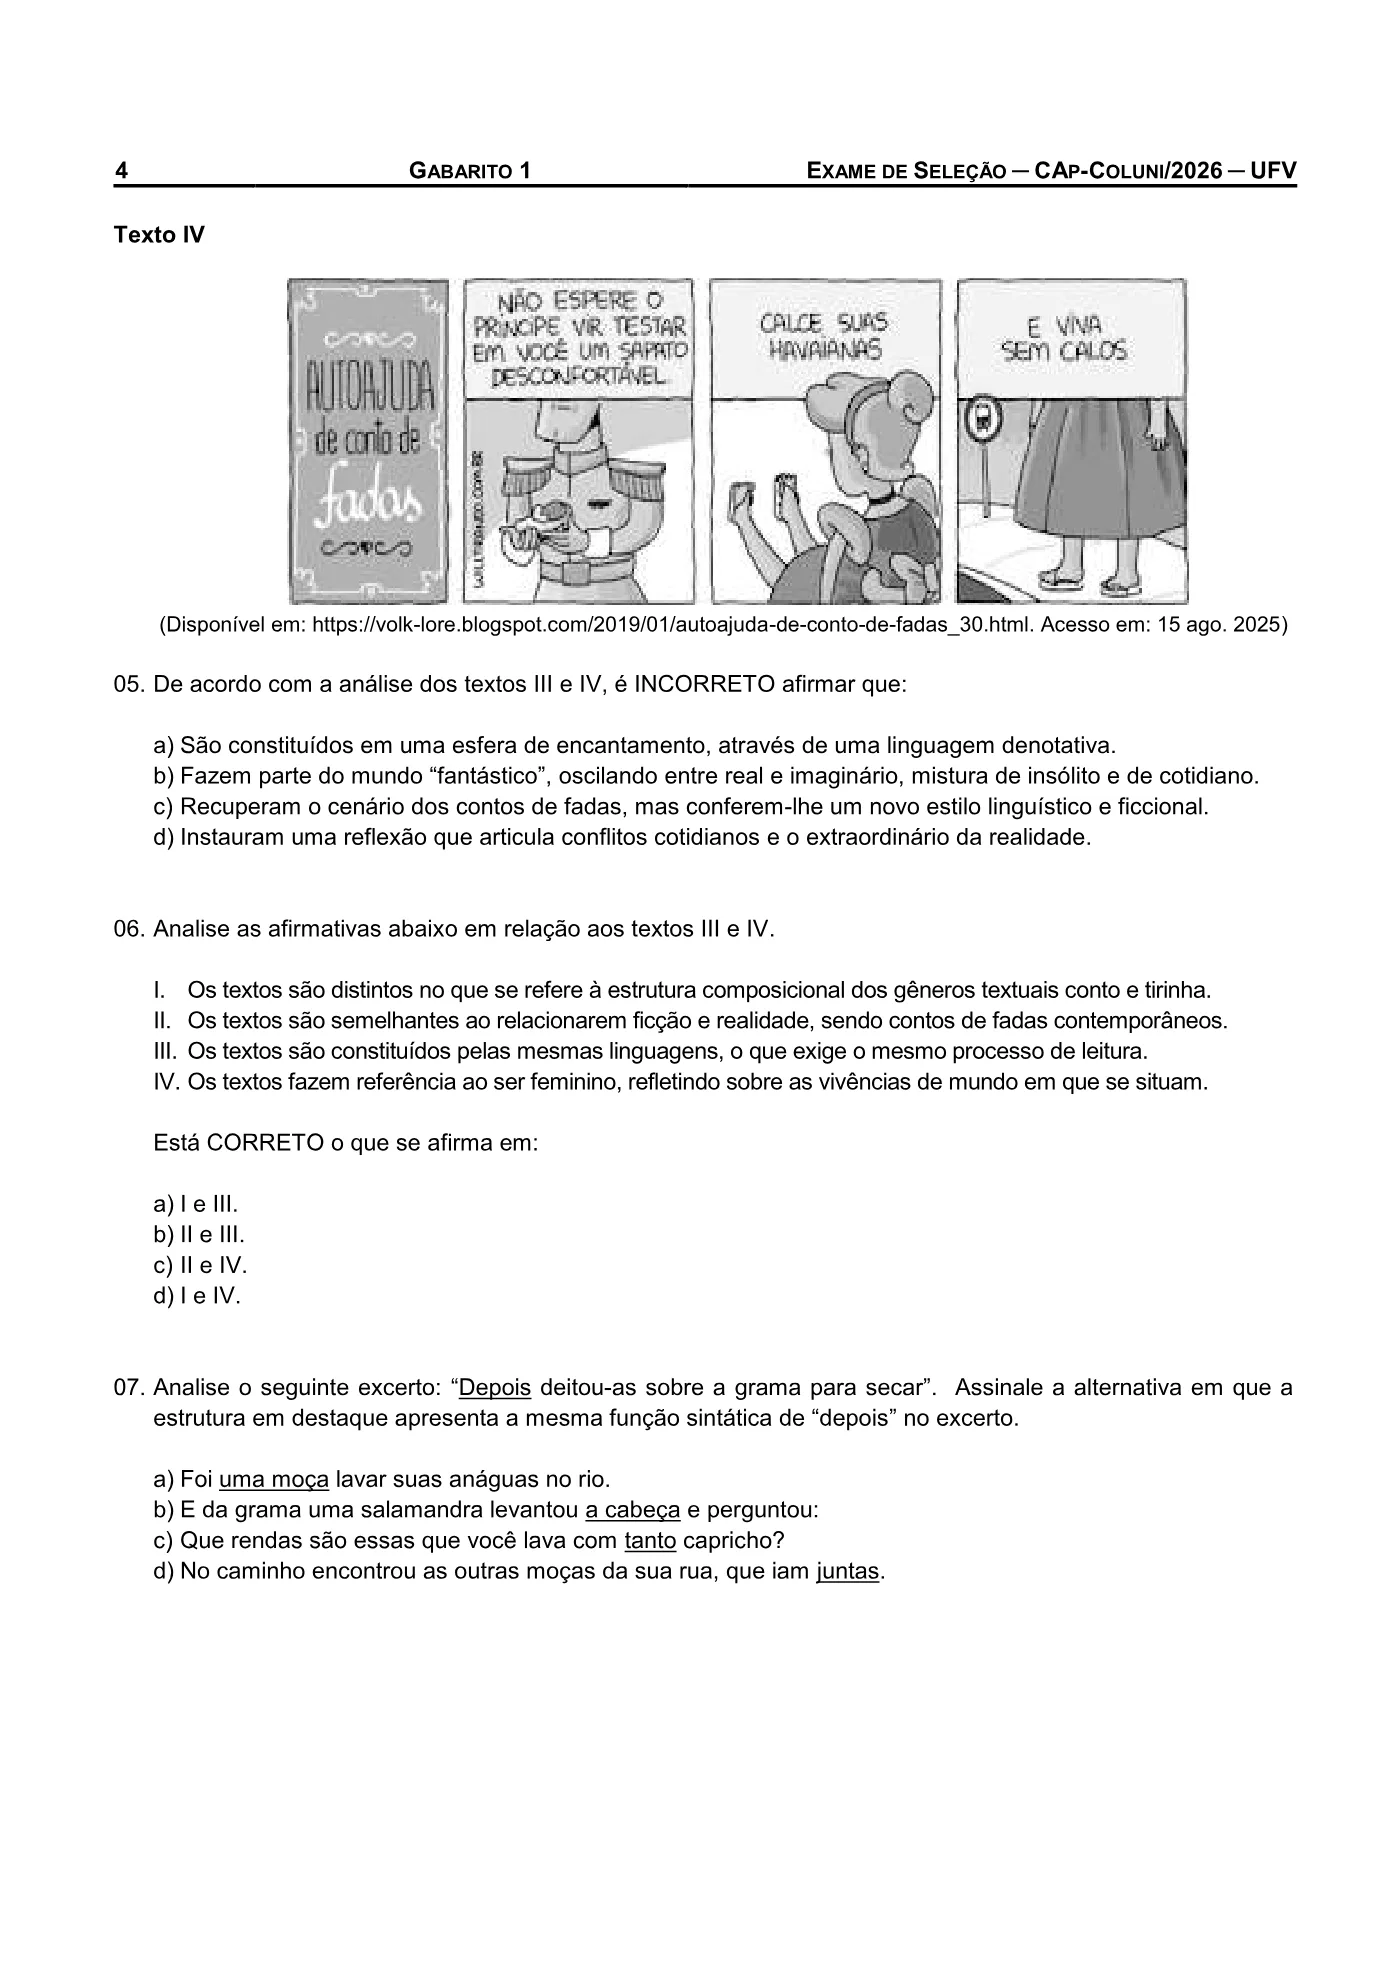 4 GABARITO 1 EXAME DE SELEÇÃO — CAP-COLUNI/2026 — UFV
Texto IV
AUTOAJUDA
de conto de
fadas
NÃO ESPERE O
PRÍNCIPE VIR TESTAR
EM VOCÊ UM SAPATO
DESCONFORTÁVEL
CALCE SUAS
HAVAIANAS
E VIVA
SEM CALOS
(Disponível em: https://volk-lore.blogspot.com/2019/01/autoajuda-de-conto-de-fadas_30.html. Acesso em: 15 ago. 2025)
05. De acordo com a análise dos textos III e IV, é INCORRETO afirmar que:
a) São constituídos em uma esfera de encantamento, através de uma linguagem denotativa.
b) Fazem parte do mundo “fantástico”, oscilando entre real e imaginário, mistura de insólito e de cotidiano.
c) Recuperam o cenário dos contos de fadas, mas conferem-lhe um novo estilo linguístico e ficcional.
d) Instauram uma reflexão que articula conflitos cotidianos e o extraordinário da realidade.
06. Analise as afirmativas abaixo em relação aos textos III e IV.
I. Os textos são distintos no que se refere à estrutura composicional dos gêneros textuais conto e tirinha.
II. Os textos são semelhantes ao relacionarem ficção e realidade, sendo contos de fadas contemporâneos.
III. Os textos são constituídos pelas mesmas linguagens, o que exige o mesmo processo de leitura.
IV. Os textos fazem referência ao ser feminino, refletindo sobre as vivências de mundo em que se situam.
Está CORRETO o que se afirma em:
a) I e III.
b) II e III.
c) II e IV.
d) I e IV.
07. Analise o seguinte excerto: “Depois deitou-as sobre a grama para secar”. Assinale a alternativa em que a
estrutura em destaque apresenta a mesma função sintática de “depois” no excerto.
a) Foi uma moça lavar suas anáguas no rio.
b) E da grama uma salamandra levantou a cabeça e perguntou:
c) Que rendas são essas que você lava com tanto capricho?
d) No caminho encontrou as outras moças da sua rua, que iam juntas.